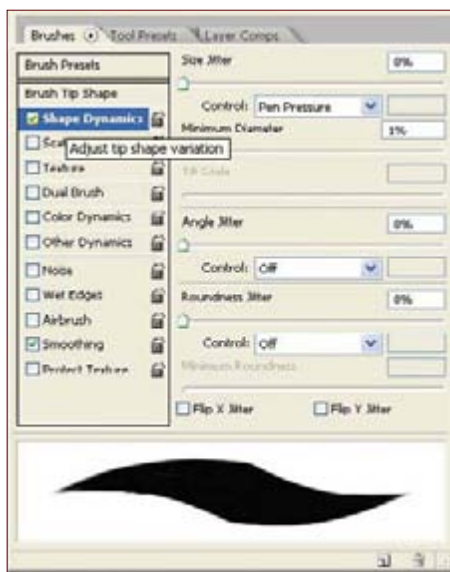 Brushes Tool Presets Layer Comps
Brush Presets
Brush Tip Shape
Shape Dynamics
Adjust tip shape variation
Texture
Dual Brush
Color Dynamics
Other Dynamics
Noise
Wet Edges
Airbrush
Smoothing
Protect Texture
Size Jitter 0%
Control: Pen Pressure
Minimum Diameter 1%
Tilt Scale
Angle Jitter 0%
Control: Off
Roundness Jitter 0%
Control: Off
Minimum Roundness
Flip X Jitter Flip Y Jitter